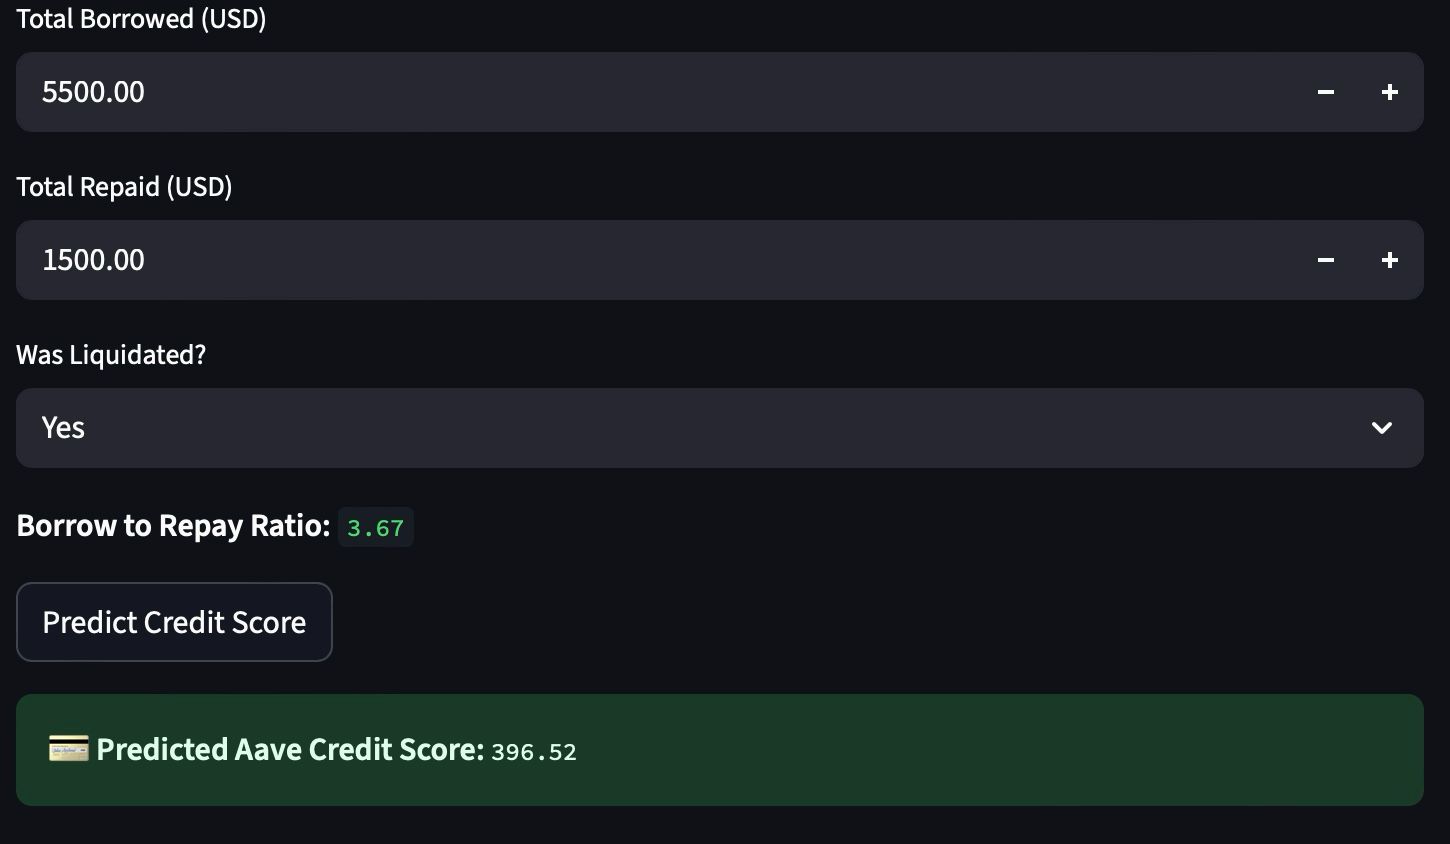 Total Borrowed (USD)
5500.00
Total Repaid (USD)
1500.00
Was Liquidated?
Yes
Borrow to Repay Ratio: 3.67
Predict Credit Score
Predicted Aave Credit Score: 396.52